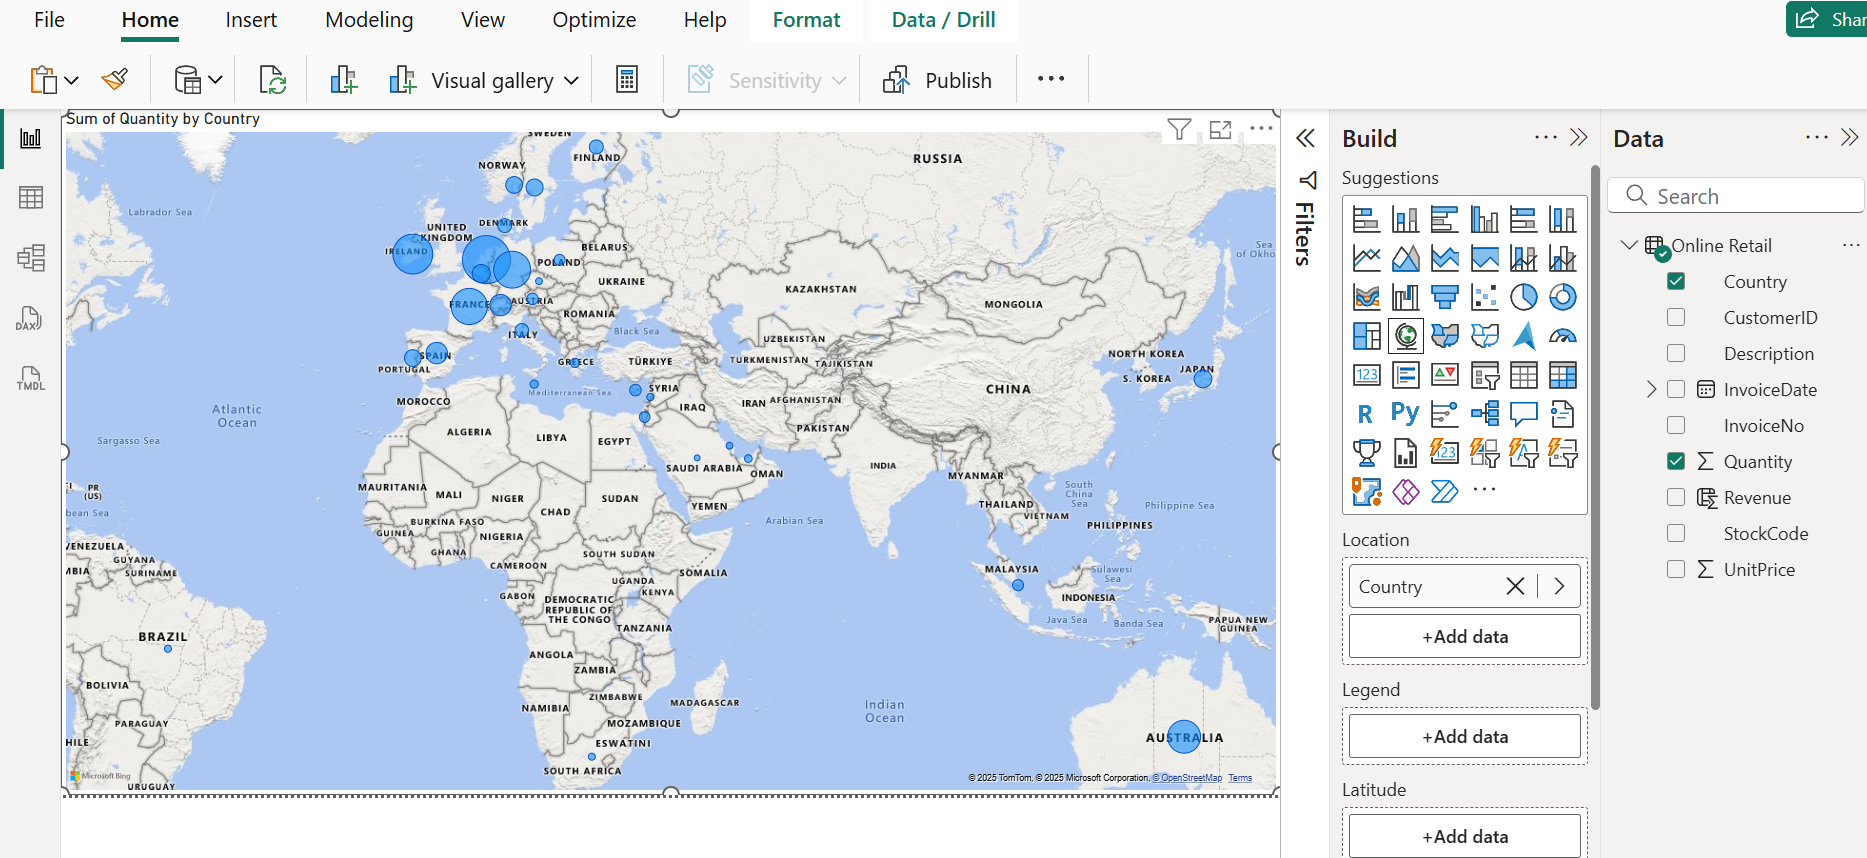 File Home Insert Modeling View Optimize Help Format Data / Drill Shar
Visual gallery Sensitivity Publish
Sum of Quantity by Country
SWEDEN
FINLAND
NORWAY
RUSSIA
Labrador Sea
DENMARK
UNITED
KINGDOM
IRELAND
BELARUS
Sea
of Okho
POLAND
UKRAINE
KAZAKHSTAN
FRANCE
AUSTRIA
MONGOLIA
ROMANIA
ITALY
Black Sea
UZBEKISTAN
SPAIN
PORTUGAL
GREECE
TÜRKIYE
TURKMENISTAN
TAJIKISTAN
NORTH KOREA
S. KOREA
JAPAN
Mediterranean Sea
SYRIA
CHINA
MOROCCO
IRAQ
IRAN
AFGHANISTAN
Atlantic
Ocean
PAKISTAN
ALGERIA
LIBYA
EGYPT
Sargasso Sea
SAUDI ARABIA
OMAN
INDIA
MYANMAR
PR
(US)
bean Sea
MAURITANIA
MALI
NIGER
CHAD
SUDAN
YEMEN
South
China
Sea
Philippine Sea
THAILAND
VIETNAM
PHILIPPINES
Arabian Sea
BURKINA FASO
GUINEA
NIGERIA
GHANA
VENEZUELA
GUYANA
SURINAME
MBIA
CAMEROON
SOUTH SUDAN
SOMALIA
UGANDA
KENYA
GABON
DEMOCRATIC
REPUBLIC OF
THE CONGO
TANZANIA
MALAYSIA
Sulawesi
Sea
INDONESIA
Java Sea
Banda Sea
PAPUA NEW
GUINEA
BRAZIL
ANGOLA
ZAMBIA
BOLIVIA
ZIMBABWE
NAMIBIA
MOZAMBIQUE
MADAGASCAR
Indian
Ocean
PARAGUAY
HILE
ESWATINI
SOUTH AFRICA
AUSTRALIA
URUGUAY
Microsoft Bing
© 2025 TomTom, © 2025 Microsoft Corporation, © OpenStreetMap Terms
DAX
TMDL
Filters
Build
Suggestions
123
R Py
123
Location
Country
+Add data
Legend
+Add data
Latitude
+Add data
Data
Search
Online Retail
Country
CustomerID
Description
InvoiceDate
InvoiceNo
Quantity
Revenue
StockCode
UnitPrice